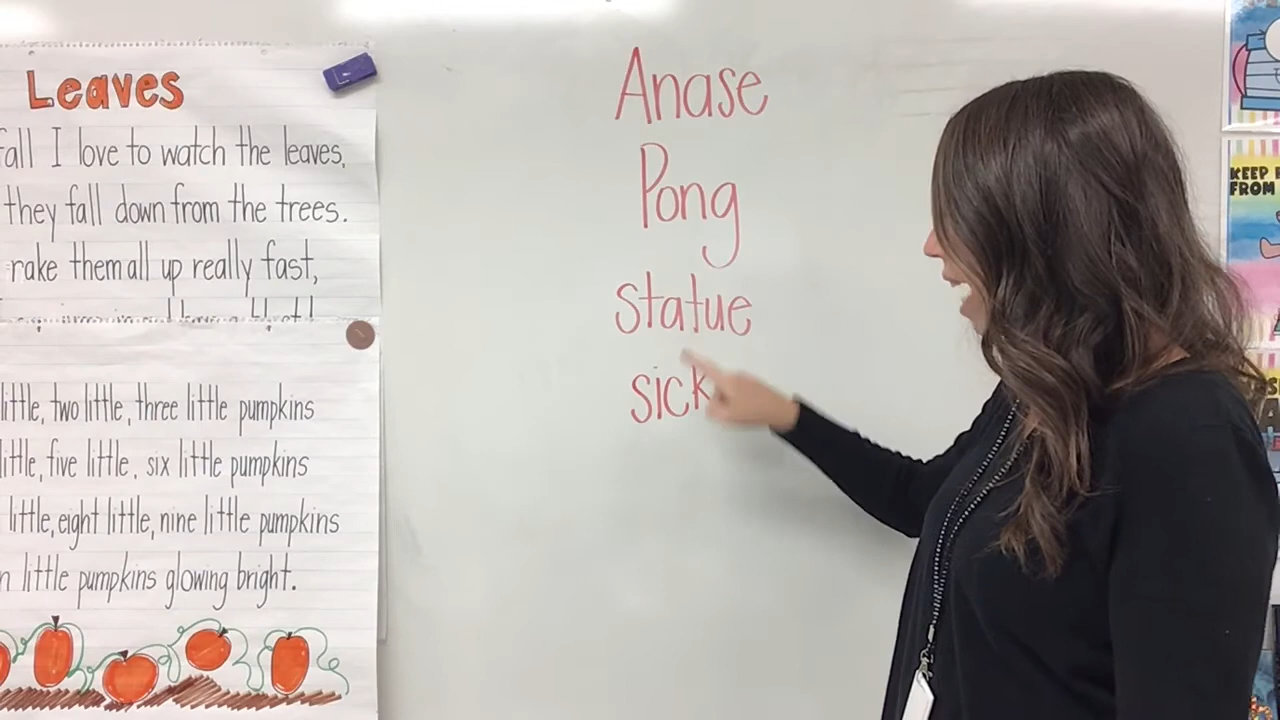 Leaves
fall I love to watch the leaves,
they fall down from the trees.
rake them all up really fast,
little, two little, three little pumpkins
little, five little, six little pumpkins
little, eight little, nine little pumpkins
little pumpkins glowing bright.
Anase
Pong
statue
sick
KEEP
FROM